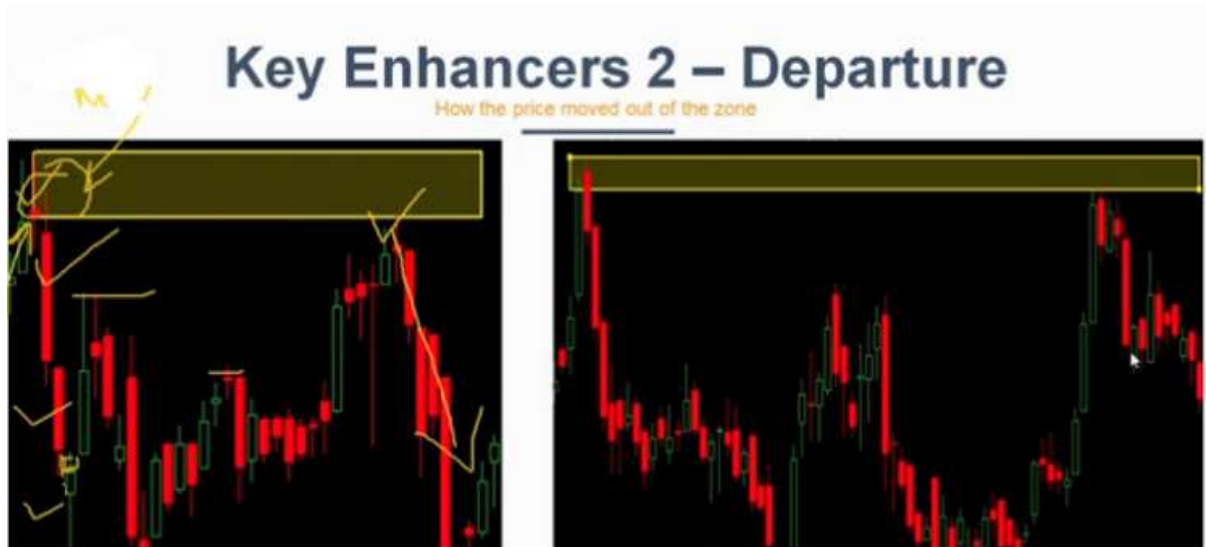 Key Enhancers 2 – Departure
How the price moved out of the zone